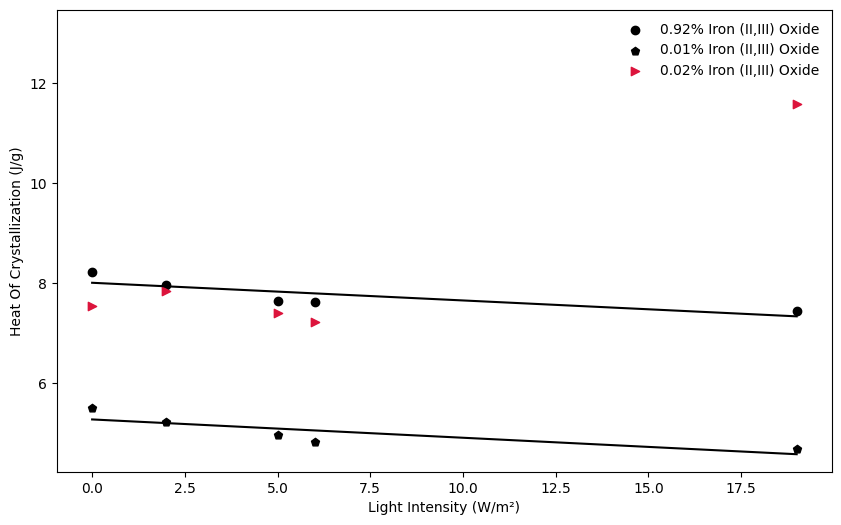 0.92% Iron (II,III) Oxide
0.01% Iron (II,III) Oxide
0.02% Iron (II,III) Oxide
12
10
8
6
Heat Of Crystallization (J/g)
0.0 2.5 5.0 7.5 10.0 12.5 15.0 17.5
Light Intensity (W/m²)